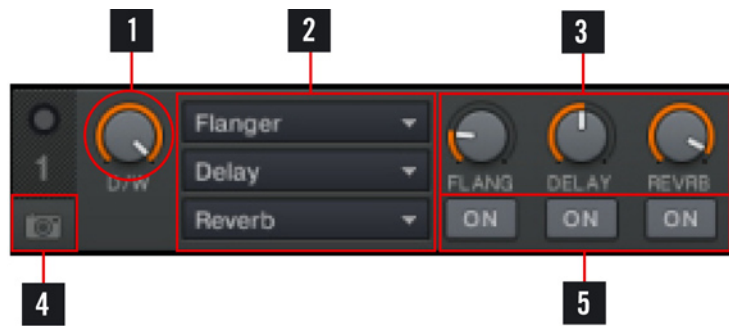 1 2 3
Flanger
1 D/W Delay FLANG DELAY REVRB
Reverb ON ON ON
4 5